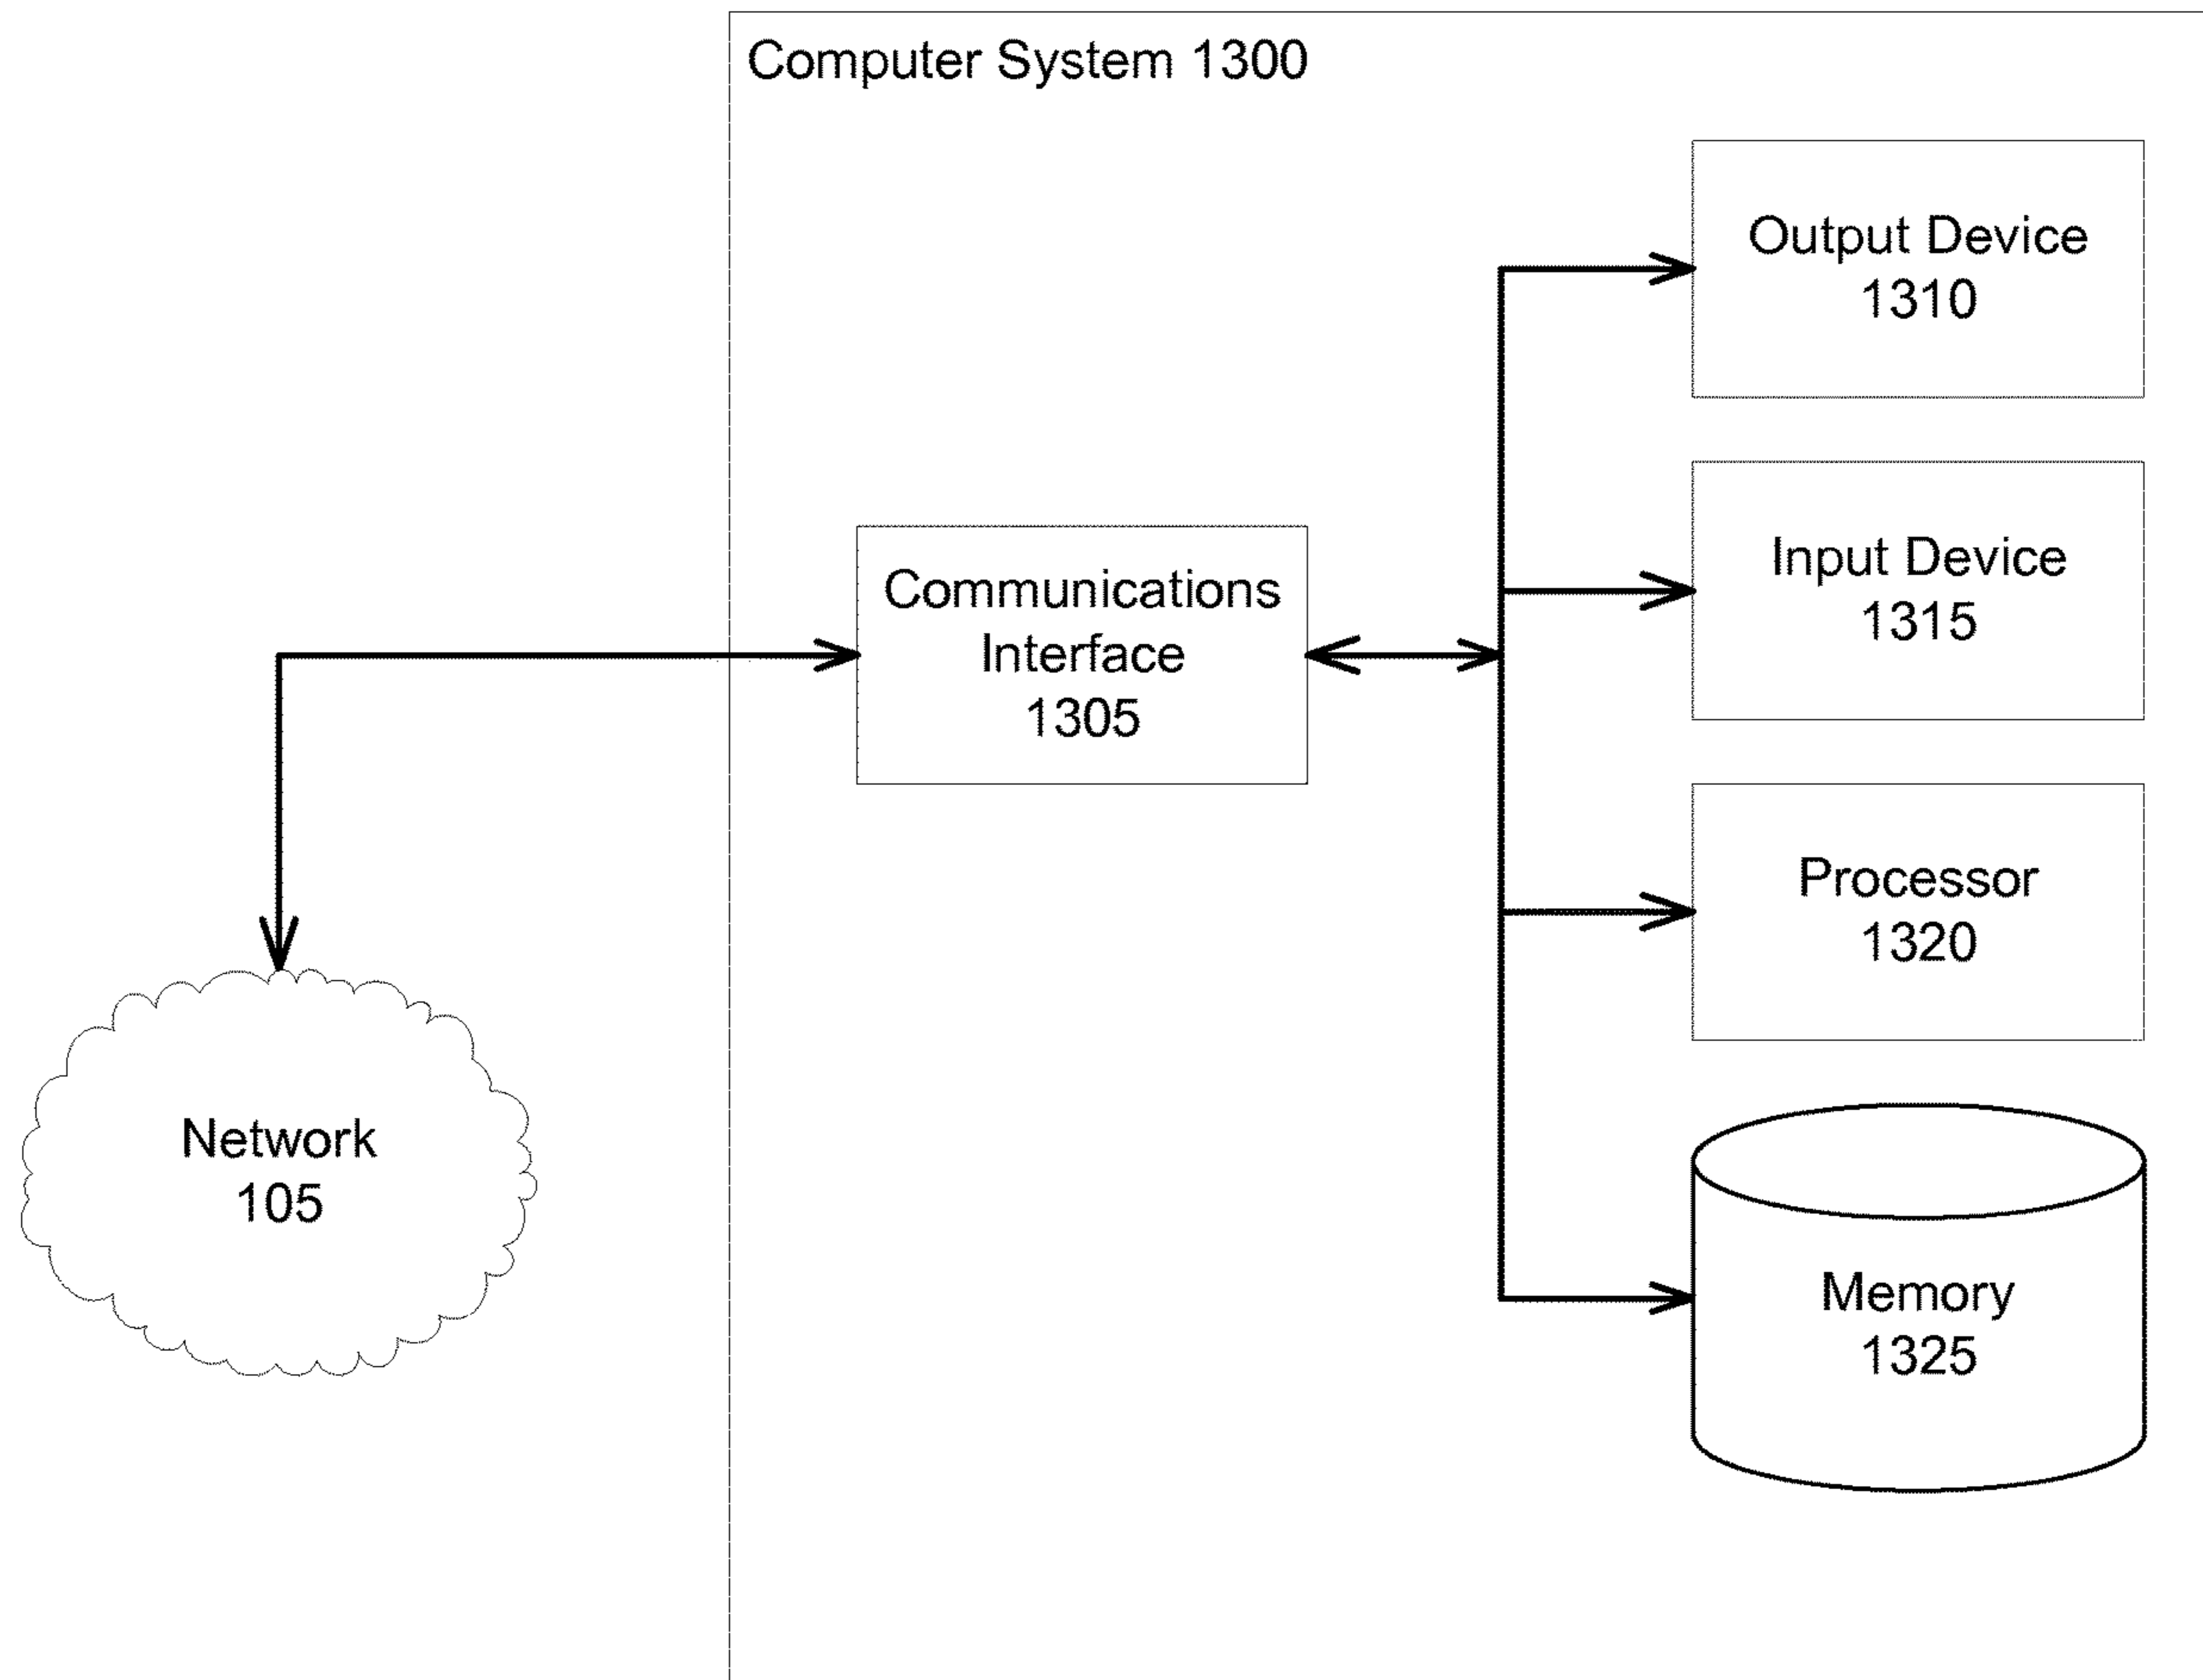 Computer System 1300
Output Device
1310
Input Device
1315
Communications
Interface
1305
Processor
1320
Network
105
Memory
1325